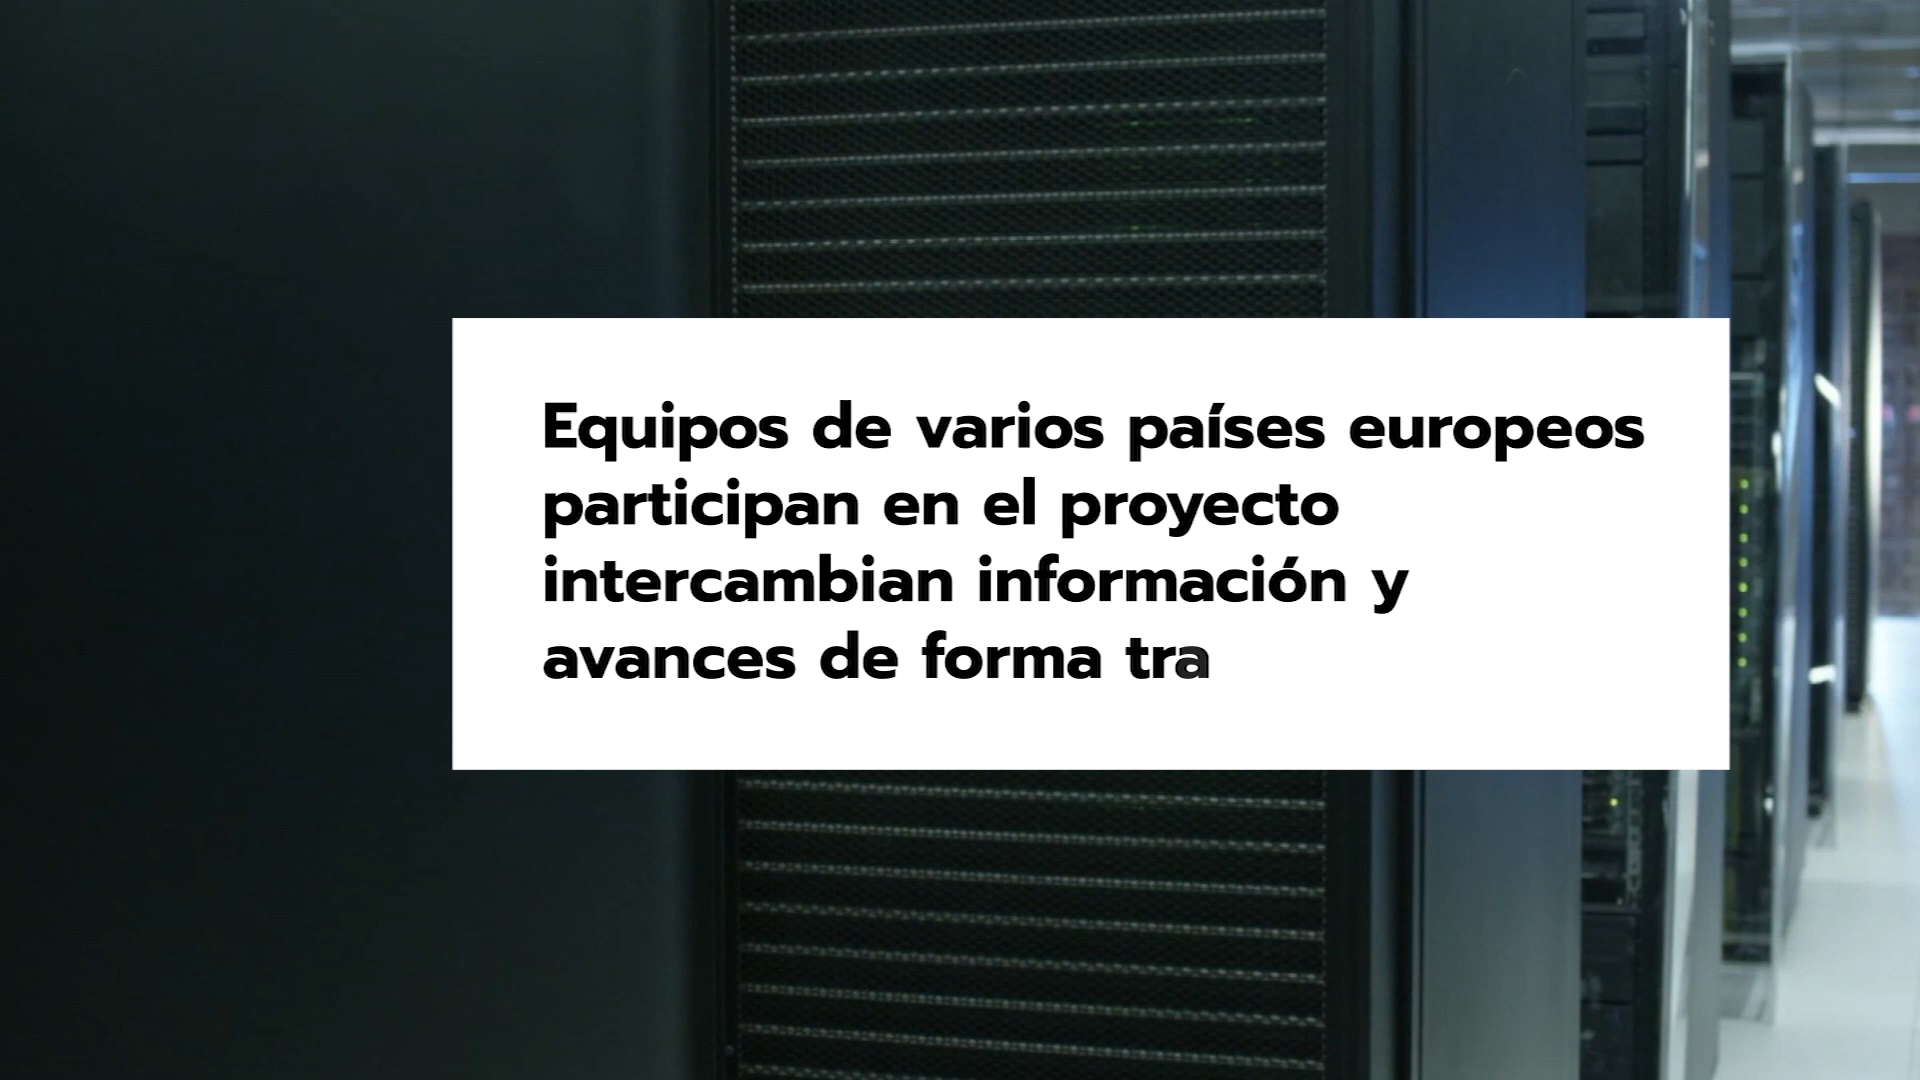 Equipos de varios países europeos
participan en el proyecto
intercambian información y
avances de forma tra